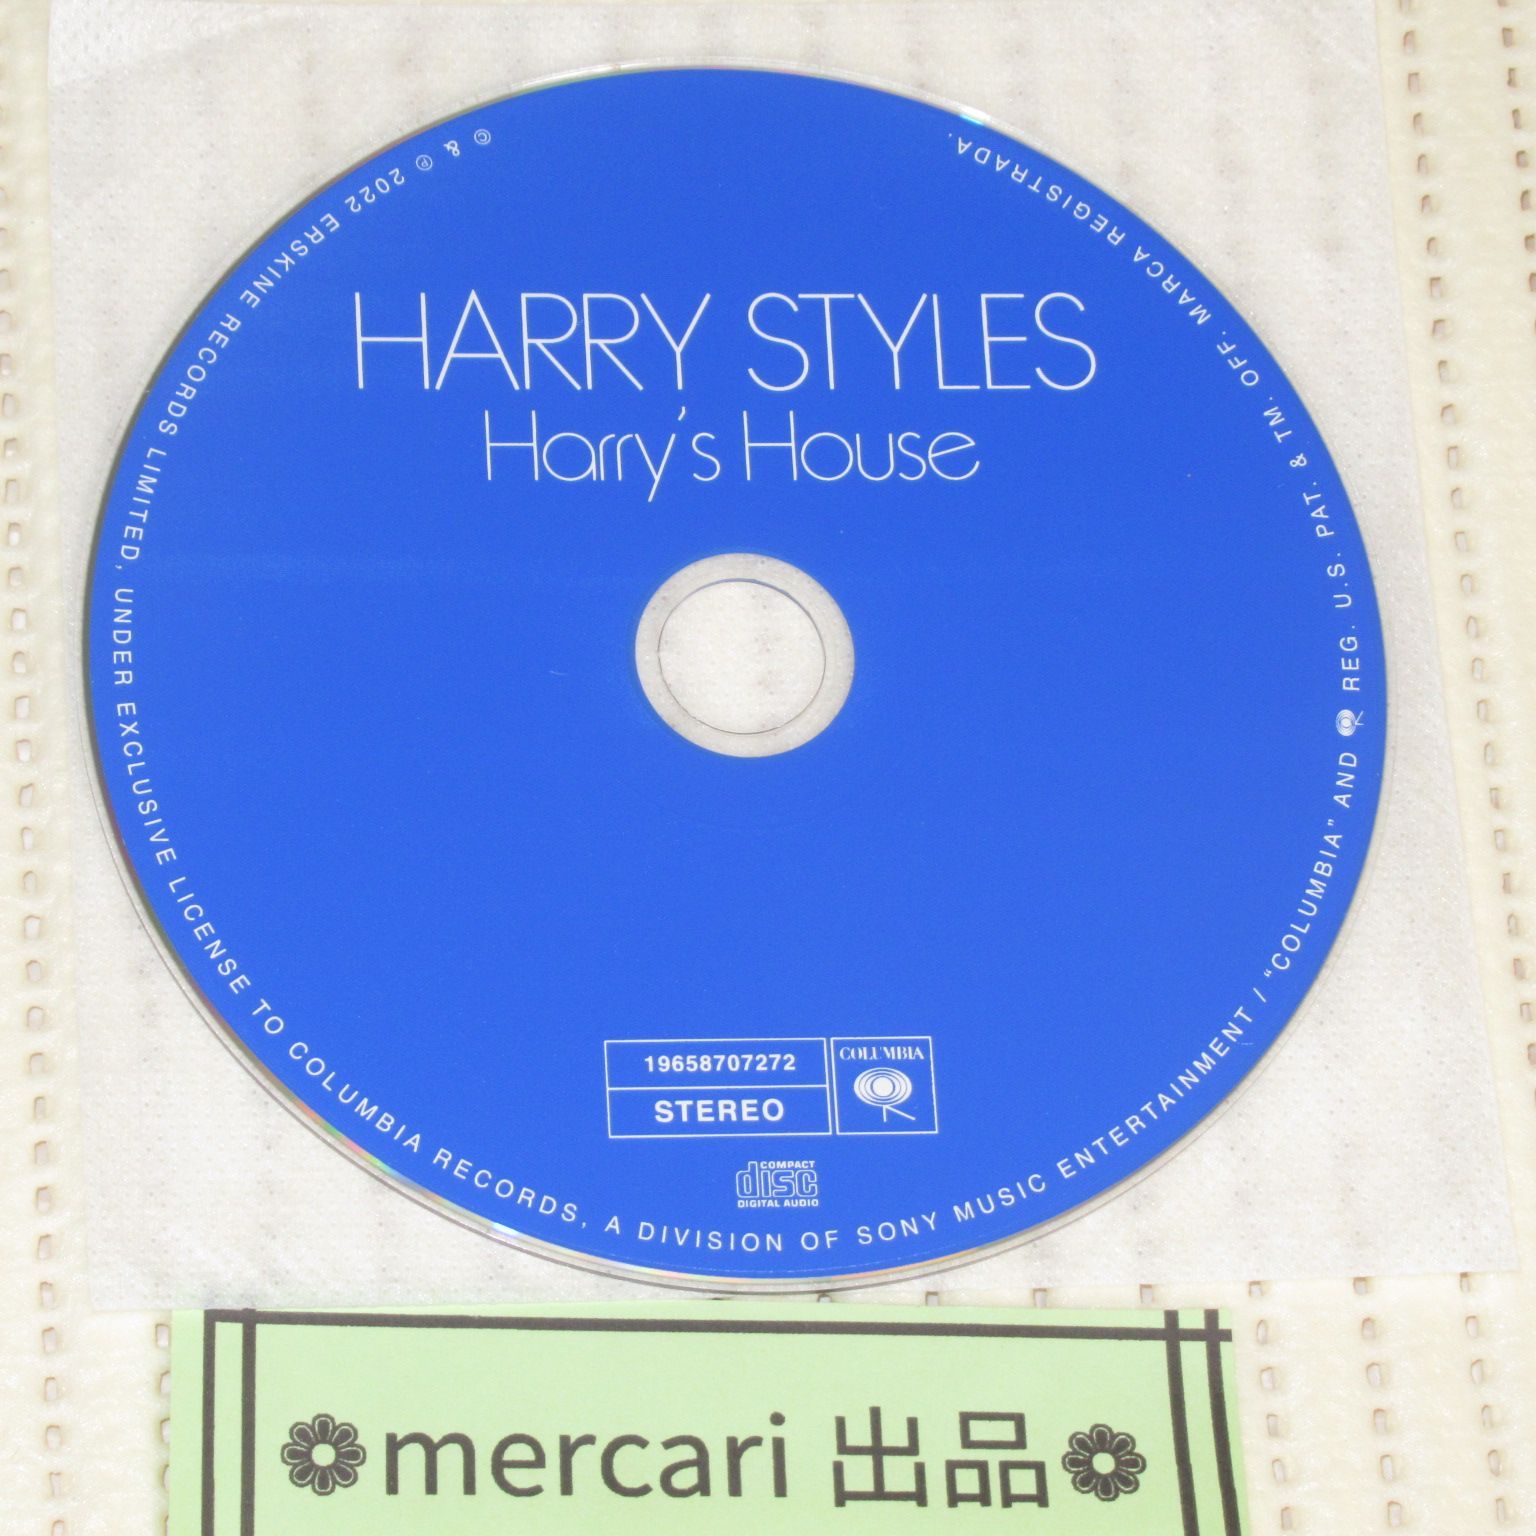 HARRY STYLES
Harry's House
19658707272
STEREO
COLUMBIA
COMPACT
disc
DIGITAL AUDIO
© & ℗ 2022 ERSKINE RECORDS LIMITED, UNDER EXCLUSIVE LICENSE TO COLUMBIA RECORDS, A DIVISION OF SONY MUSIC ENTERTAINMENT / “COLUMBIA” AND REG. U.S. PAT. & TM. OFF. MARCA REGISTRADA.
mercari 出品